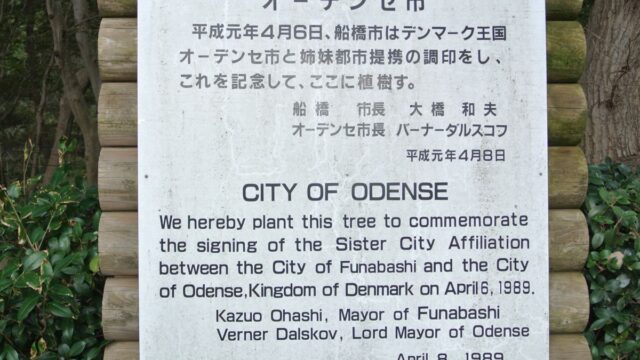 オーデンセ市
平成元年4月6日、船橋市はデンマーク王国
オーデンセ市と姉妹都市提携の調印をし、
これを記念して、ここに植樹す。
船橋 市長 大橋和夫
オーデンセ市長 バーナーダルスコフ
平成元年4月8日
CITY OF ODENSE
We hereby plant this tree to commemorate
the signing of the Sister City Affiliation
between the City of Funabashi and the City
of Odense,Kingdom of Denmark on April 6, 1989.
Kazuo Ohashi, Mayor of Funabashi
Verner Dalskov, Lord Mayor of Odense
April 8, 1989